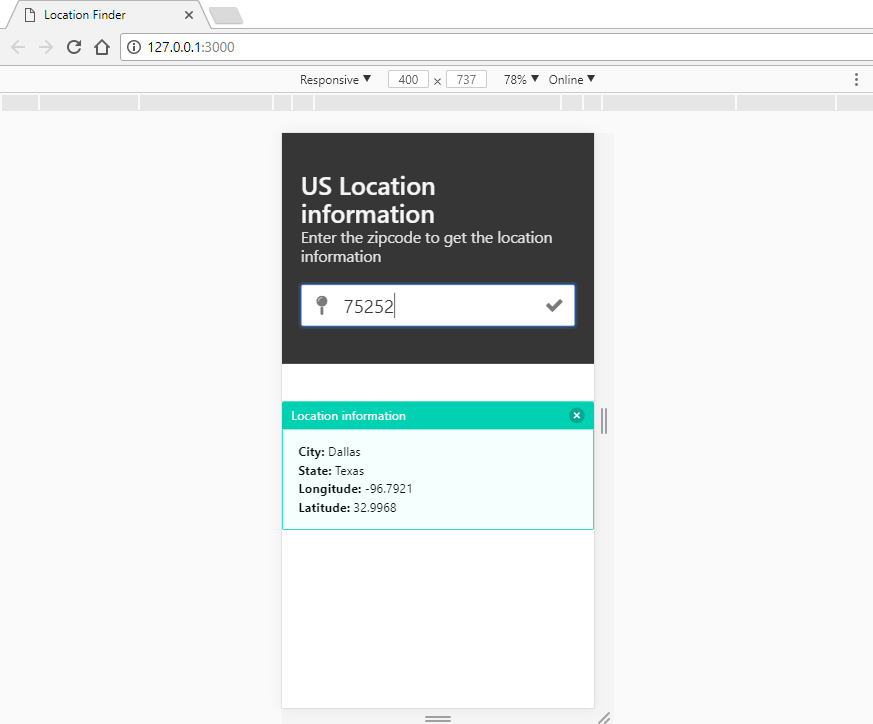 Location Finder
127.0.0.1:3000
Responsive 400 × 737 78% Online
US Location
information
Enter the zipcode to get the location
information
75252
Location information
City: Dallas
State: Texas
Longitude: -96.7921
Latitude: 32.9968